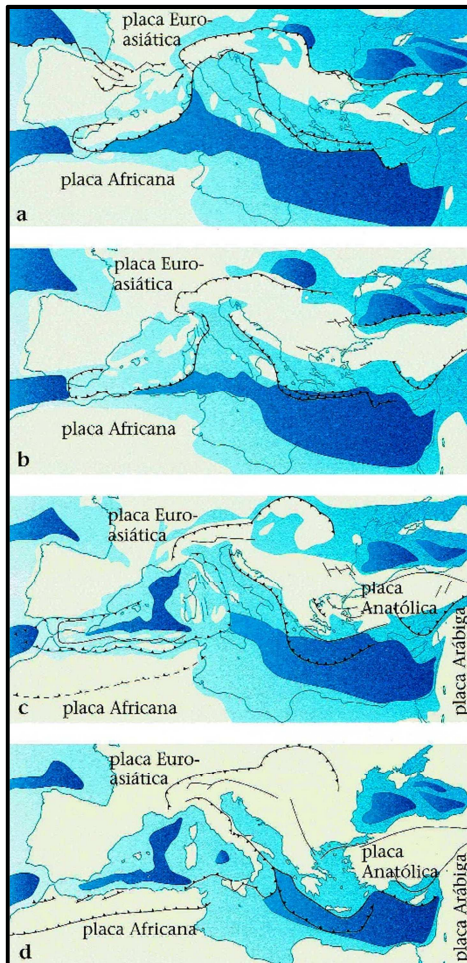 placa Euro-
asiática
placa Africana
a
placa Euro-
asiática
placa Africana
b
placa Euro-
asiática
placa
Anatólica
placa Arábiga
placa Africana
c
placa Euro-
asiática
placa
Anatólica
placa Arábiga
placa Africana
d